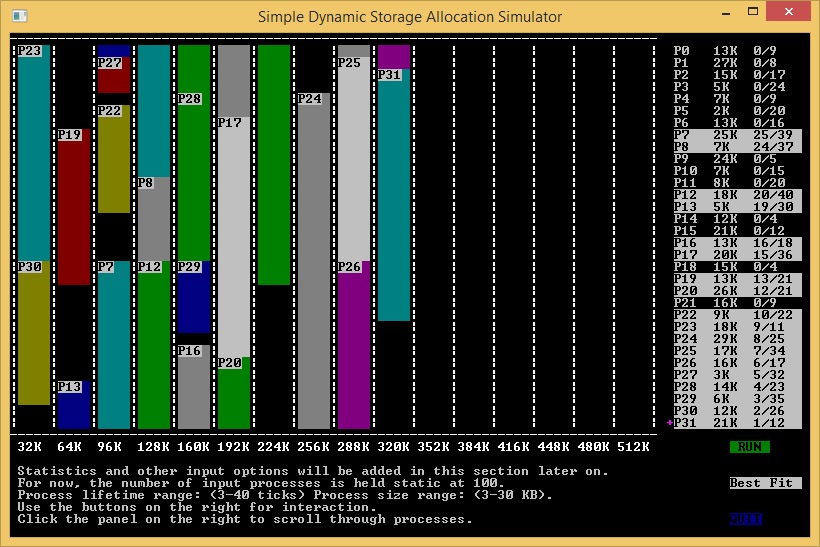 Simple Dynamic Storage Allocation Simulator
P23
P27
P22
P19
P8
P28
P17
P24
P25
P31
P30
P7
P12
P29
P26
P16
P20
P13
P0 13K 0/9
P1 27K 0/8
P2 15K 0/17
P3 5K 0/24
P4 7K 0/9
P5 2K 0/20
P6 13K 0/16
P7 25K 25/39
P8 7K 24/37
P9 24K 0/5
P10 7K 0/15
P11 8K 0/20
P12 18K 20/40
P13 5K 19/30
P14 12K 0/4
P15 21K 0/12
P16 13K 16/18
P17 20K 15/36
P18 15K 0/4
P19 13K 13/21
P20 26K 12/21
P21 16K 0/9
P22 9K 10/22
P23 18K 9/11
P24 29K 8/25
P25 17K 7/34
P26 16K 6/17
P27 3K 5/32
P28 14K 4/23
P29 6K 3/35
P30 12K 2/26
+P31 21K 1/12
32K 64K 96K 128K 160K 192K 224K 256K 288K 320K 352K 384K 416K 448K 480K 512K
RUN
Statistics and other input options will be added in this section later on.
For now, the number of input processes is held static at 100.
Process lifetime range: (3-40 ticks) Process size range: (3-30 KB).
Use the buttons on the right for interaction.
Click the panel on the right to scroll through processes.
Best Fit
QUIT